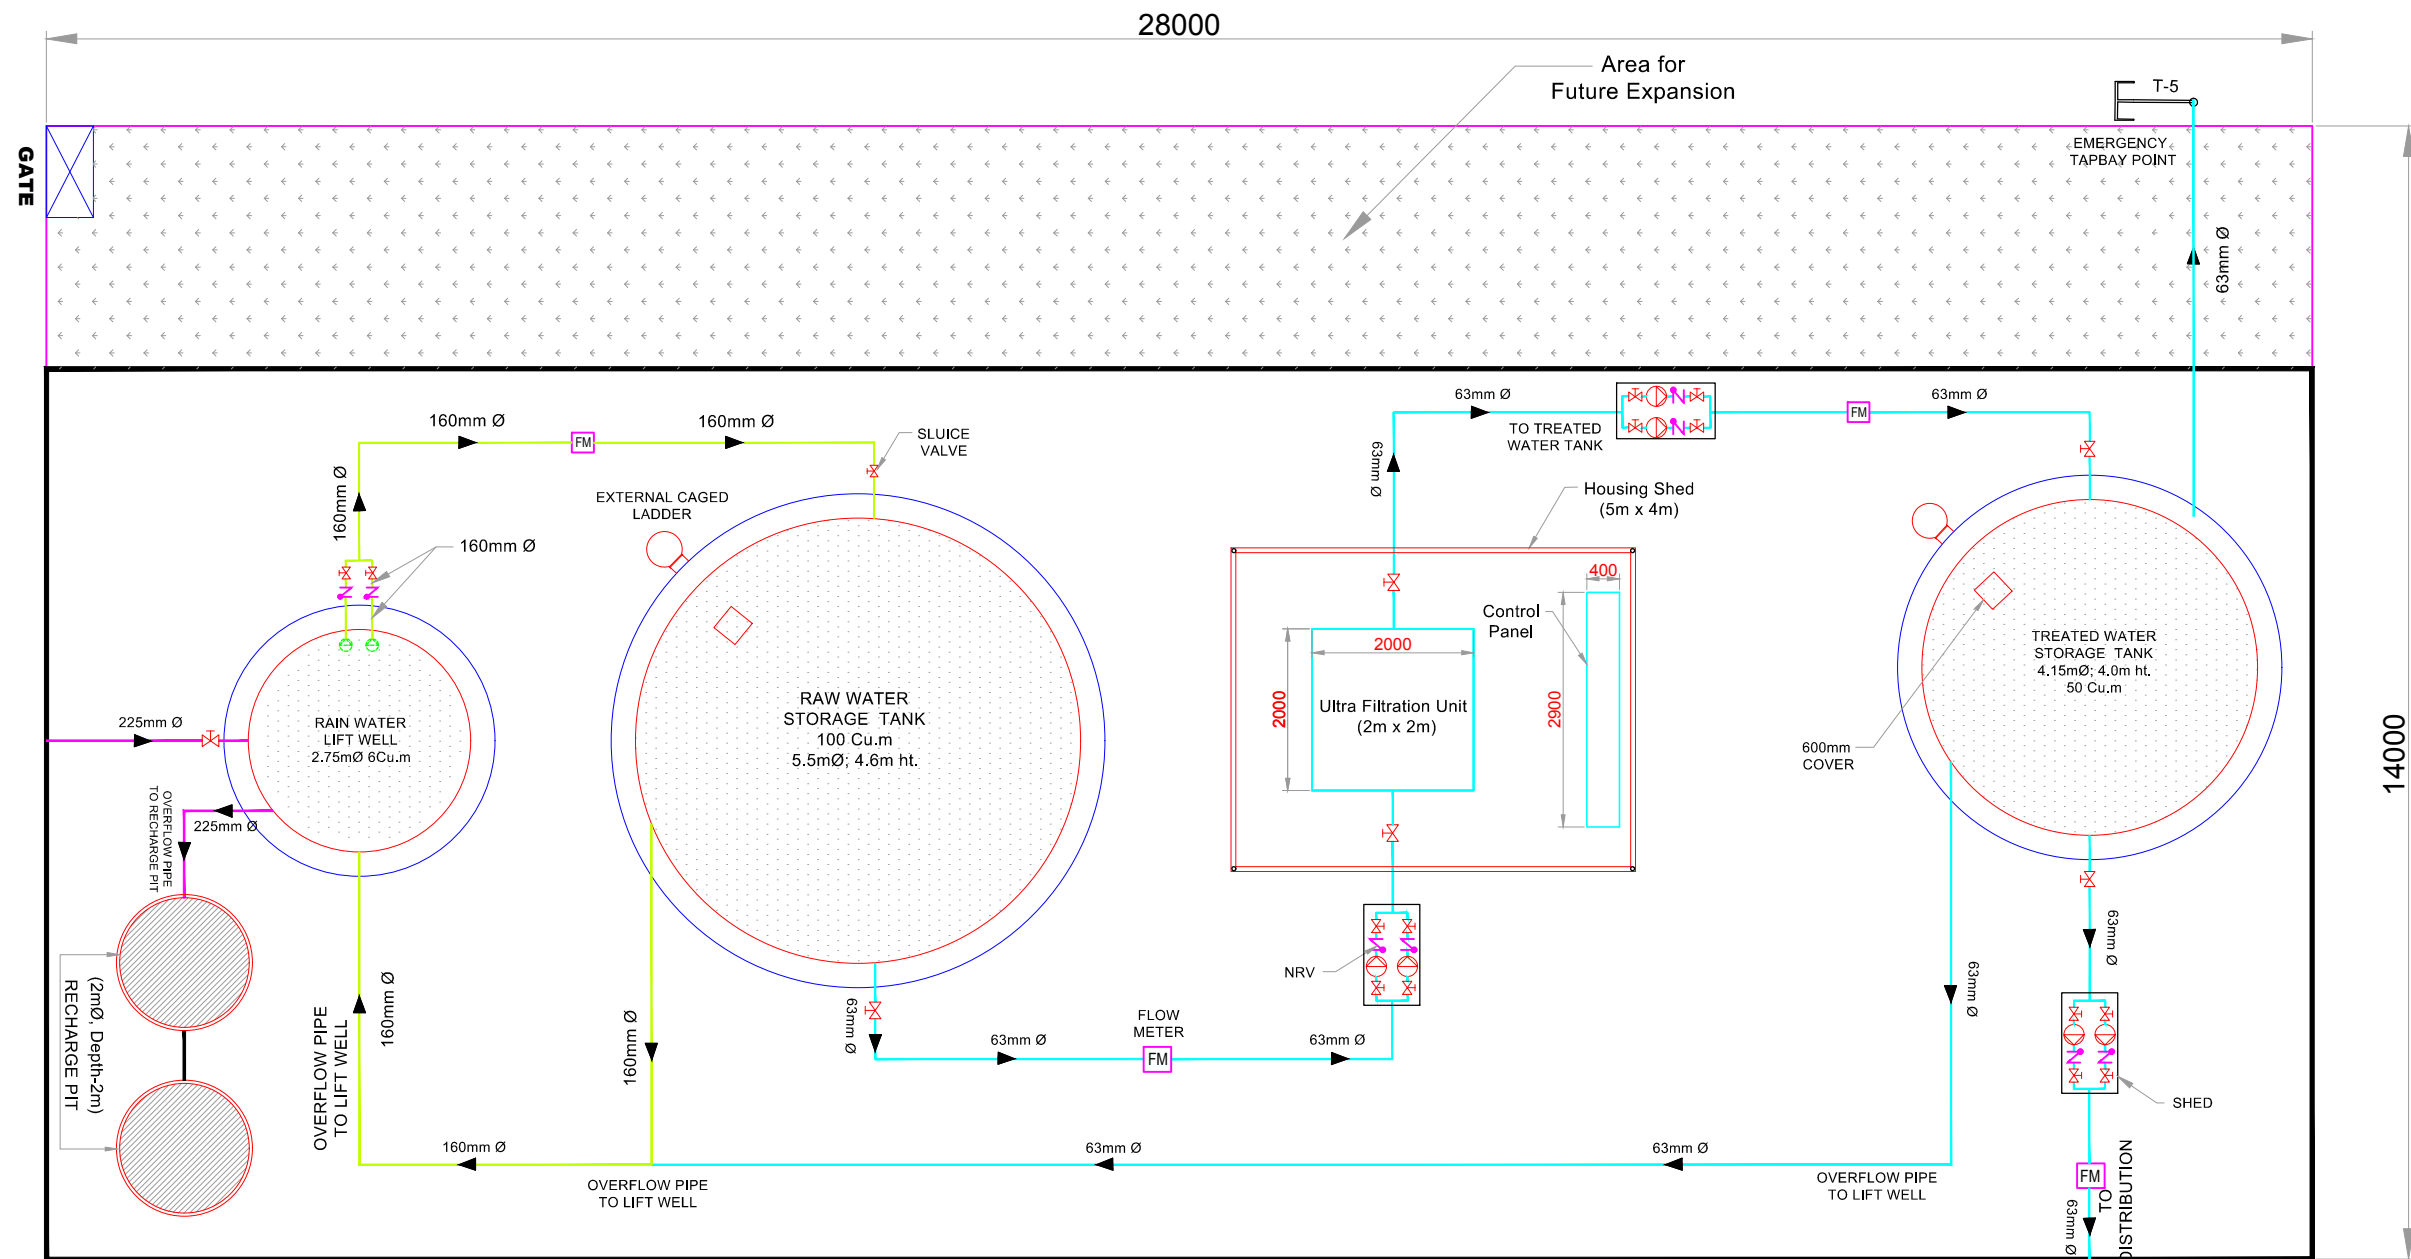 28000
Area for
Future Expansion
T-5
EMERGENCY
TAPBAY POINT
GATE
63mm Ø
14000
160mm Ø
FM
160mm Ø
SLUICE
VALVE
160mm Ø
160mm Ø
EXTERNAL CAGED
LADDER
63mm Ø
TO TREATED
WATER TANK
FM
63mm Ø
63mm Ø
Housing Shed
(5m x 4m)
400
Control
Panel
2000
2000
2900
Ultra Filtration Unit
(2m x 2m)
RAIN WATER
LIFT WELL
2.75mØ 6Cu.m
RAW WATER
STORAGE TANK
100 Cu.m
5.5mØ; 4.6m ht.
TREATED WATER
STORAGE TANK
4.15mØ; 4.0m ht.
50 Cu.m
600mm
COVER
225mm Ø
225mm Ø
OVERFLOW PIPE
TO RECHARGE PIT
(2mØ, Depth-2m)
RECHARGE PIT
OVERFLOW PIPE
TO LIFT WELL
160mm Ø
160mm Ø
63mm Ø
63mm Ø
FLOW
METER
FM
63mm Ø
NRV
63mm Ø
63mm Ø
SHED
160mm Ø
OVERFLOW PIPE
TO LIFT WELL
63mm Ø
63mm Ø
OVERFLOW PIPE
TO LIFT WELL
FM
TO
DISTRIBUTION
63mm Ø